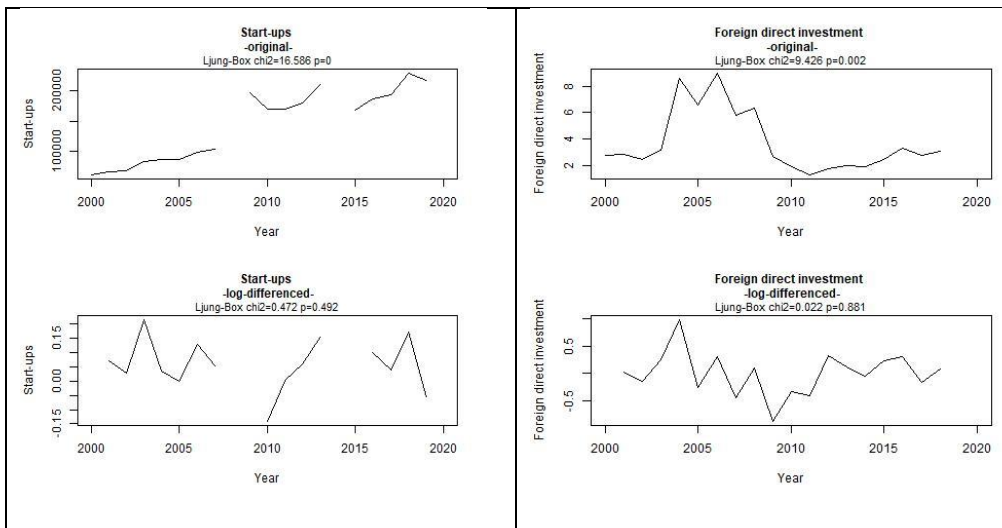 Start-ups
-original-
Ljung-Box chi2=16.586 p=0
Start-ups
100000
200000
2000 2005 2010 2015 2020
Year
Foreign direct investment
-original-
Ljung-Box chi2=9.426 p=0.002
Foreign direct investment
8
6
4
2
2000 2005 2010 2015 2020
Year
Start-ups
-log-differenced-
Ljung-Box chi2=0.472 p=0.492
Start-ups
-0.15 0.00 0.15
2000 2005 2010 2015 2020
Year
Foreign direct investment
-log-differenced-
Ljung-Box chi2=0.022 p=0.881
Foreign direct investment
-0.5 0.5
2000 2005 2010 2015 2020
Year